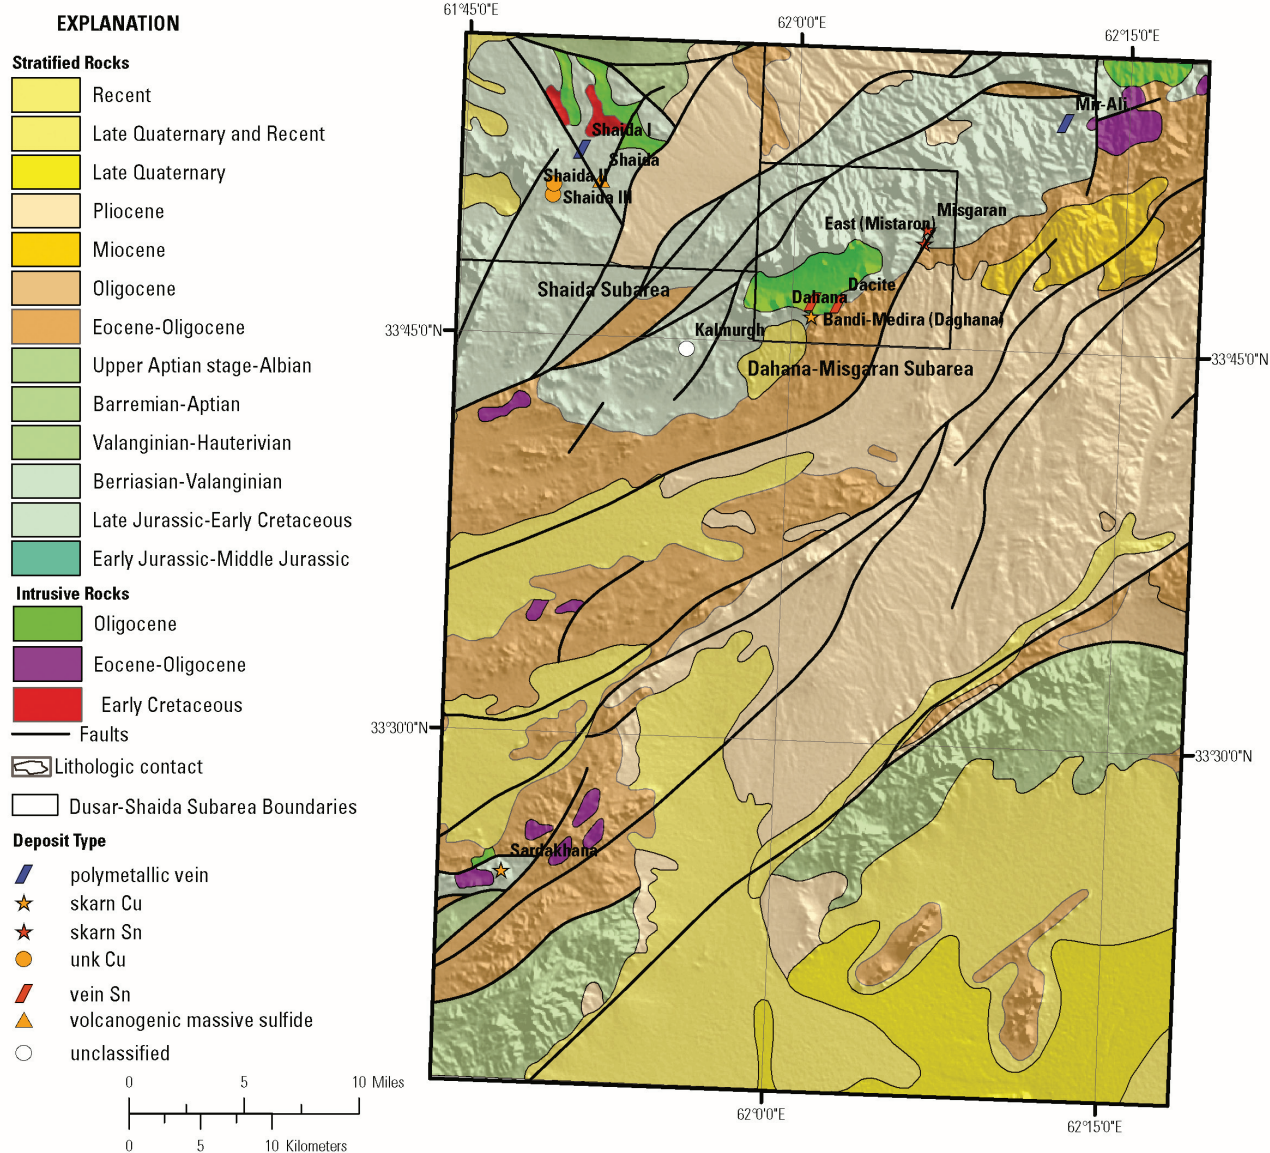 EXPLANATION
Stratified Rocks
Recent
Late Quaternary and Recent
Late Quaternary
Pliocene
Miocene
Oligocene
Eocene-Oligocene
Upper Aptian stage-Albian
Barremian-Aptian
Valanginian-Hauterivian
Berriasian-Valanginian
Late Jurassic-Early Cretaceous
Early Jurassic-Middle Jurassic
Intrusive Rocks
Oligocene
Eocene-Oligocene
Early Cretaceous
Faults
Lithologic contact
Dusar-Shaida Subarea Boundaries
Deposit Type
polymetallic vein
skarn Cu
skarn Sn
unk Cu
vein Sn
volcanogenic massive sulfide
unclassified
0 5 10 Miles
0 5 10 Kilometers
61°45'0"E
62°0'0"E
62°15'0"E
Mir-Ali
Shaida I
Shaida
Shaida II
Shaida III
Misgaran
East (Mistaron)
Shaida Subarea
Dacite
Dahana
Bandi-Medira (Daghana)
Kalmurgh
33°45'0"N
33°45'0"N
Dahana-Misgaran Subarea
33°30'0"N
33°30'0"N
Sardakhana
62°0'0"E
62°15'0"E